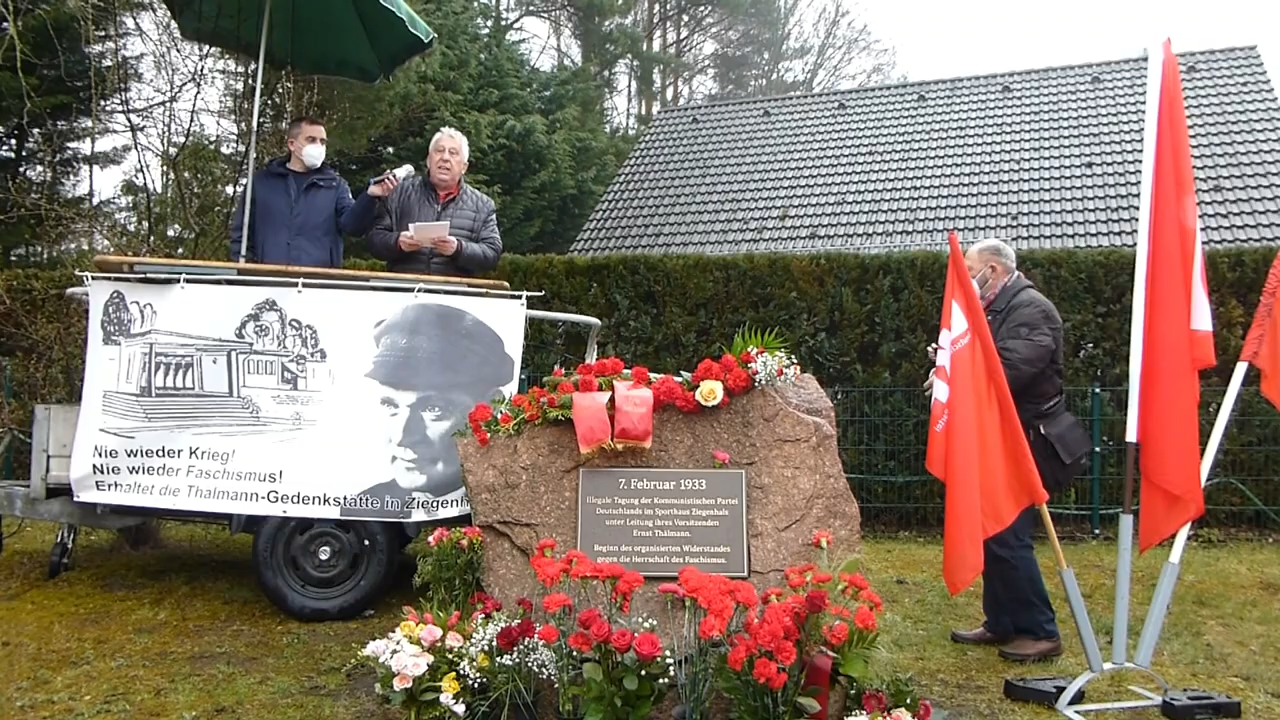 Nie wieder Krieg!
Nie wieder Faschismus!
Erhaltet die Thälmann-Gedenkstätte in Ziegenh
7. Februar 1933
Illegale Tagung der Kommunistischen Partei
Deutschlands im Sporthaus Ziegenhals
unter Leitung ihres Vorsitzenden
Ernst Thälmann.
Beginn des organisierten Widerstandes
gegen die Herrschaft des Faschismus.